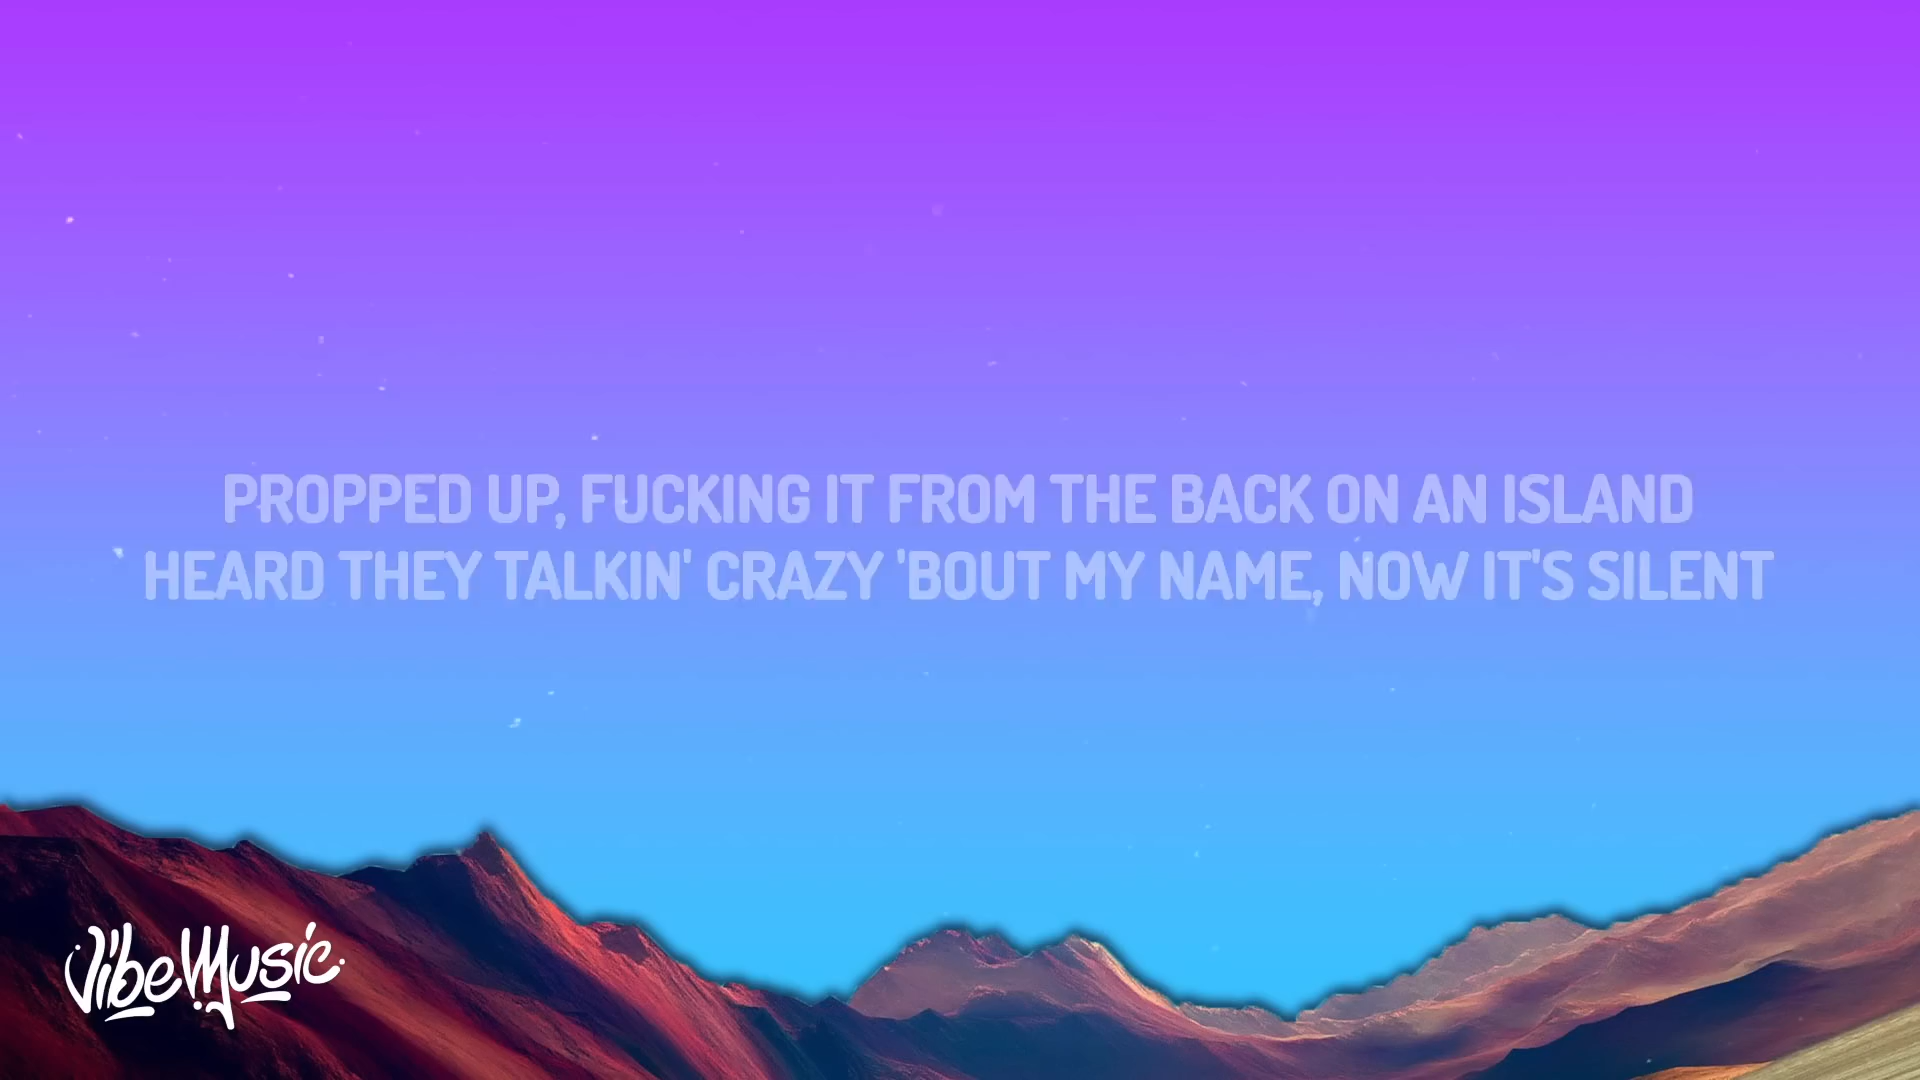 PROPPED UP, FUCKING IT FROM THE BACK ON AN ISLAND
HEARD THEY TALKIN' CRAZY 'BOUT MY NAME, NOW IT'S SILENT
VibeMusic.